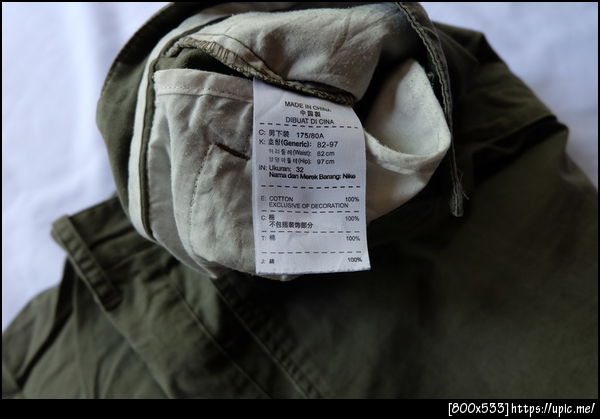 MADE IN CHINA
中国製
DIBUAT DI CINA
C: 男下裝 175/80A
K: 호칭(Generic): 82-97
허리둘레(Waist): 82 cm
엉덩이둘레(Hip): 97 cm
IN: Ukuran: 32
Nama dan Merek Barang: Nike
E: COTTON 100%
EXCLUSIVE OF DECORATION
C: 棉 100%
不包括装饰部分
T: 棉 100%
J: 綿 100%
[800x533]https://upic.me/